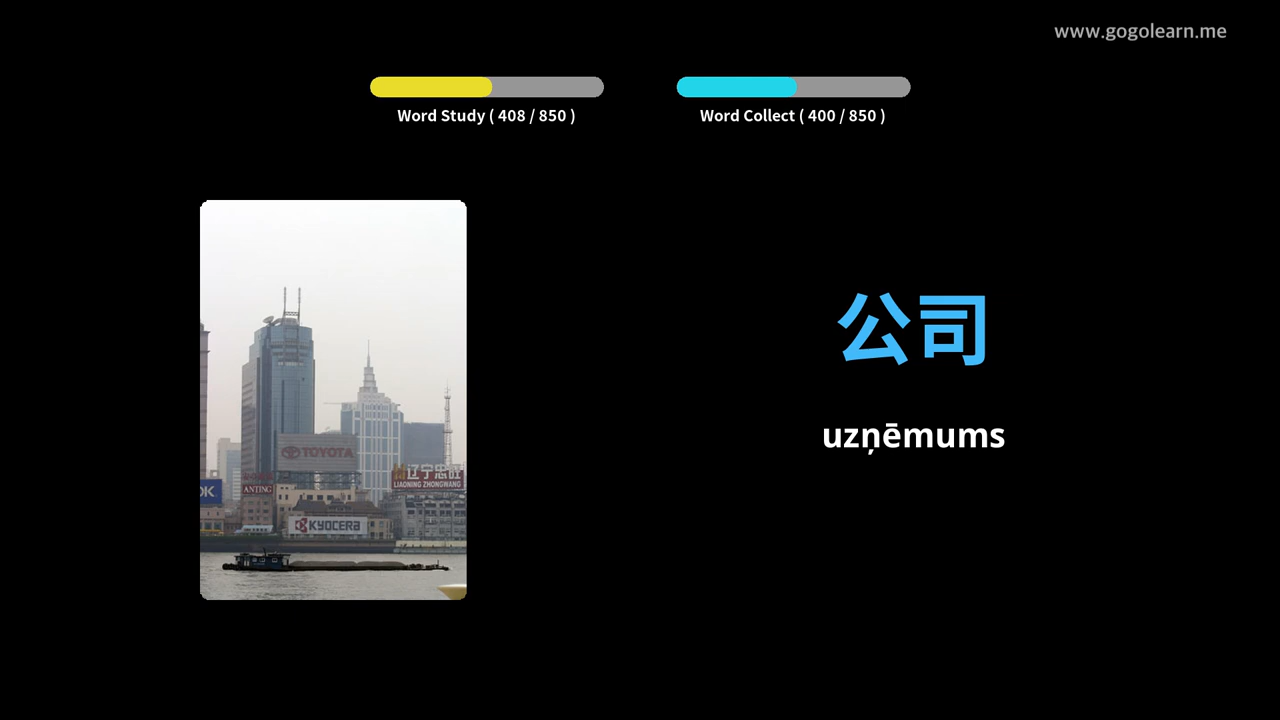 www.gogolearn.me
Word Study ( 408 / 850 )
Word Collect ( 400 / 850 )
公司
uzņēmums
TOYOTA
辽宁忠旺
LIAONING ZHONGWANG
OK
ANTING
KYOCERA